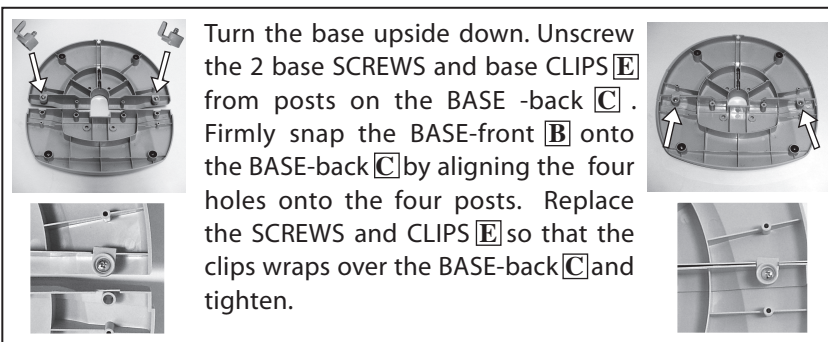 Turn the base upside down. Unscrew
the 2 base SCREWS and base CLIPS E
from posts on the BASE -back C .
Firmly snap the BASE-front B onto
the BASE-back C by aligning the four
holes onto the four posts. Replace
the SCREWS and CLIPS E so that the
clips wraps over the BASE-back C and
tighten.